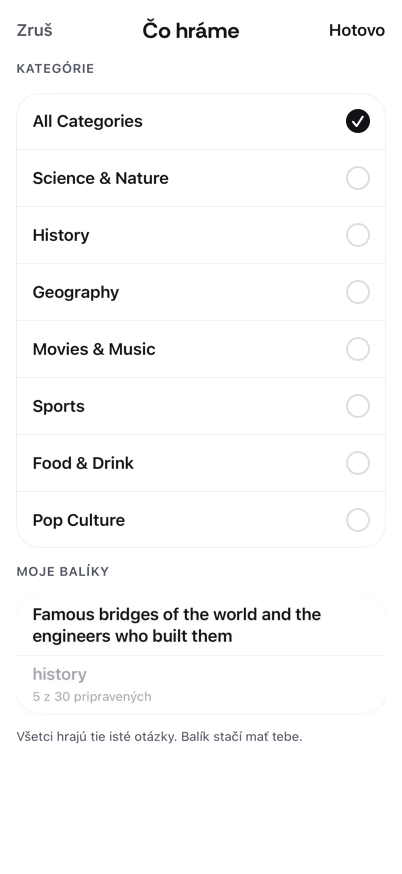 Zruš
Čo hráme
Hotovo
KATEGÓRIE
All Categories
Science & Nature
History
Geography
Movies & Music
Sports
Food & Drink
Pop Culture
MOJE BALÍKY
Famous bridges of the world and the
engineers who built them
history
5 z 30 pripravených
Všetci hrajú tie isté otázky. Balík stačí mať tebe.